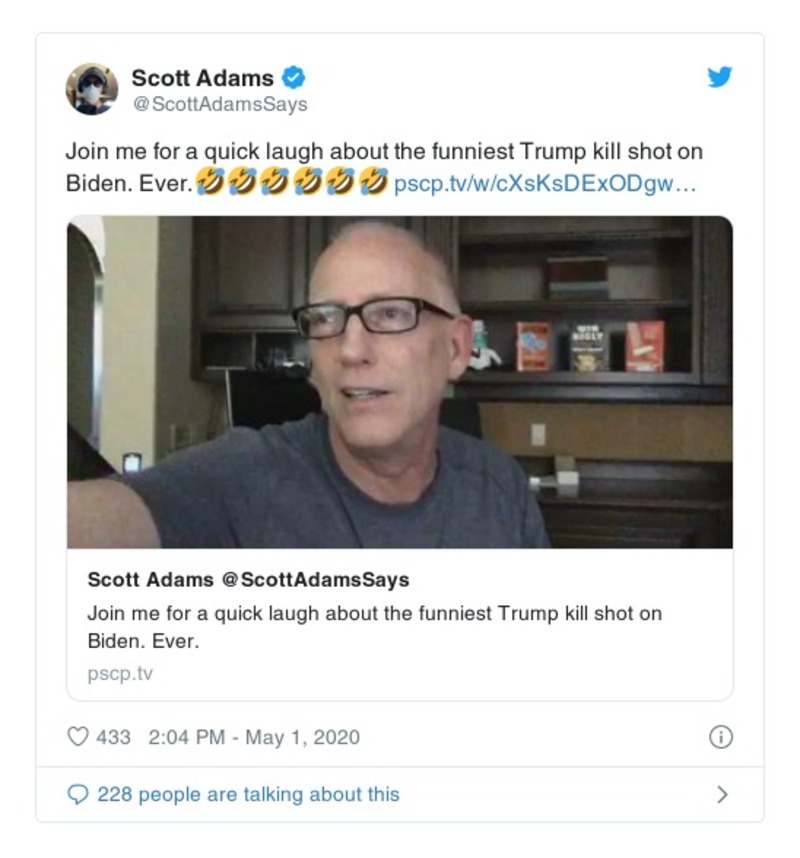 Scott Adams
@ScottAdamsSays
Join me for a quick laugh about the funniest Trump kill shot on
Biden. Ever.🤣🤣🤣🤣🤣🤣 pscp.tv/w/cXsKsDExODgw…
WIN
BIGLY
Scott Adams @ScottAdamsSays
Join me for a quick laugh about the funniest Trump kill shot on
Biden. Ever.
pscp.tv
433 2:04 PM - May 1, 2020
228 people are talking about this